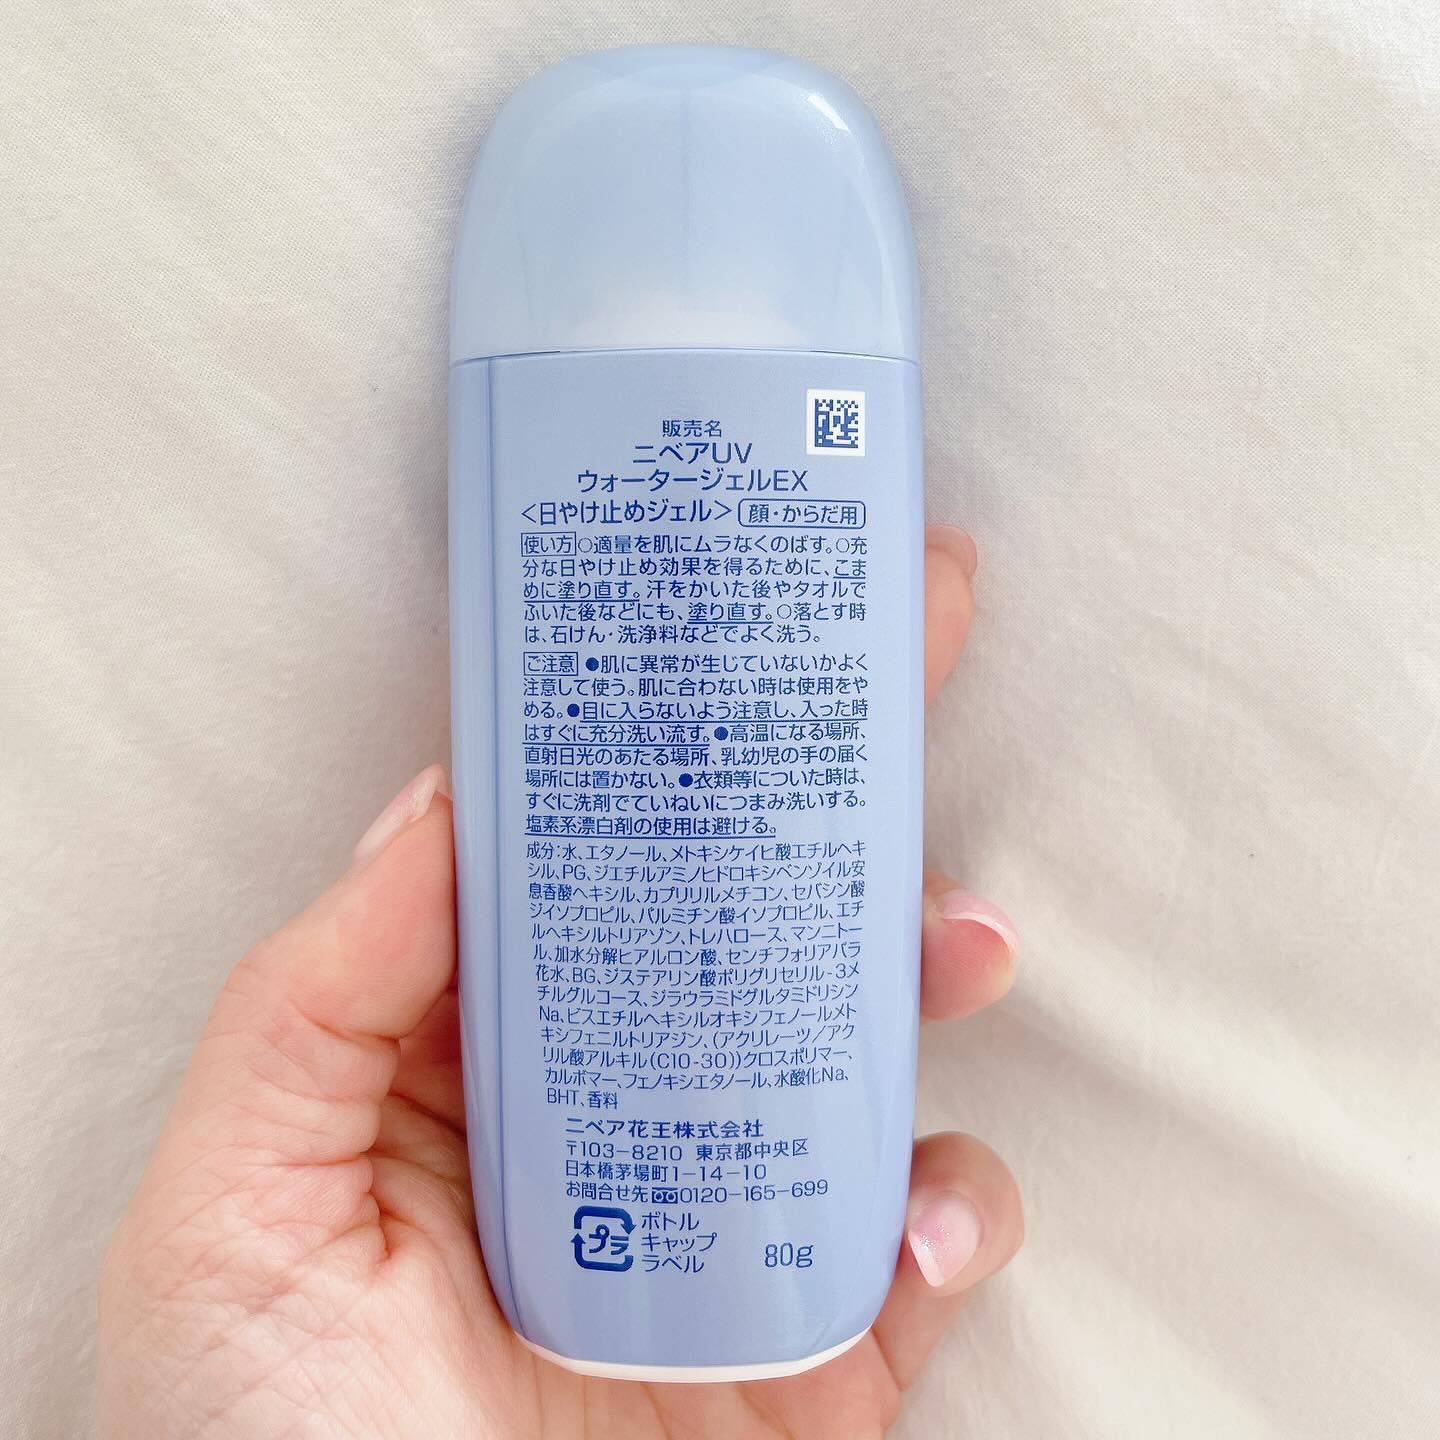 販売名
ニベアUV
ウォータージェルEX
<日やけ止めジェル> 顔・からだ用
使い方 ○適量を肌にムラなくのばす。○充
分な日やけ止め効果を得るために、こま
めに塗り直す。汗をかいた後やタオルで
ふいた後などにも、塗り直す。○落とす時
は、石けん・洗浄料などでよく洗う。
ご注意 ●肌に異常が生じていないかよく
注意して使う。肌に合わない時は使用をや
める。●目に入らないよう注意し、入った時
はすぐに充分洗い流す。●高温になる場所、
直射日光のあたる場所、乳幼児の手の届く
場所には置かない。●衣類等についた時は、
すぐに洗剤でていねいにつまみ洗いする。
塩素系漂白剤の使用は避ける。
成分:水、エタノール、メトキシケイヒ酸エチルヘキ
シル、PG、ジエチルアミノヒドロキシベンゾイル安
息香酸ヘキシル、カプリリルメチコン、セバシン酸
ジイソプロピル、パルミチン酸イソプロピル、エチ
ルヘキシルトリアゾン、トレハロース、マンニトー
ル、加水分解ヒアルロン酸、センチフォリアバラ
花水、BG、ジステアリン酸ポリグリセリル-3メ
チルグルコース、ジラウラミドグルタミドリシン
Na、ビスエチルヘキシルオキシフェノールメト
キシフェニルトリアジン、(アクリレーツ/アク
リル酸アルキル(C10-30))クロスポリマー、
カルボマー、フェノキシエタノール、水酸化Na、
BHT、香料
ニベア花王株式会社
〒103-8210 東京都中央区
日本橋茅場町1-14-10
お問合せ先 0120-165-699
プラ ボトル
キャップ
ラベル
80g